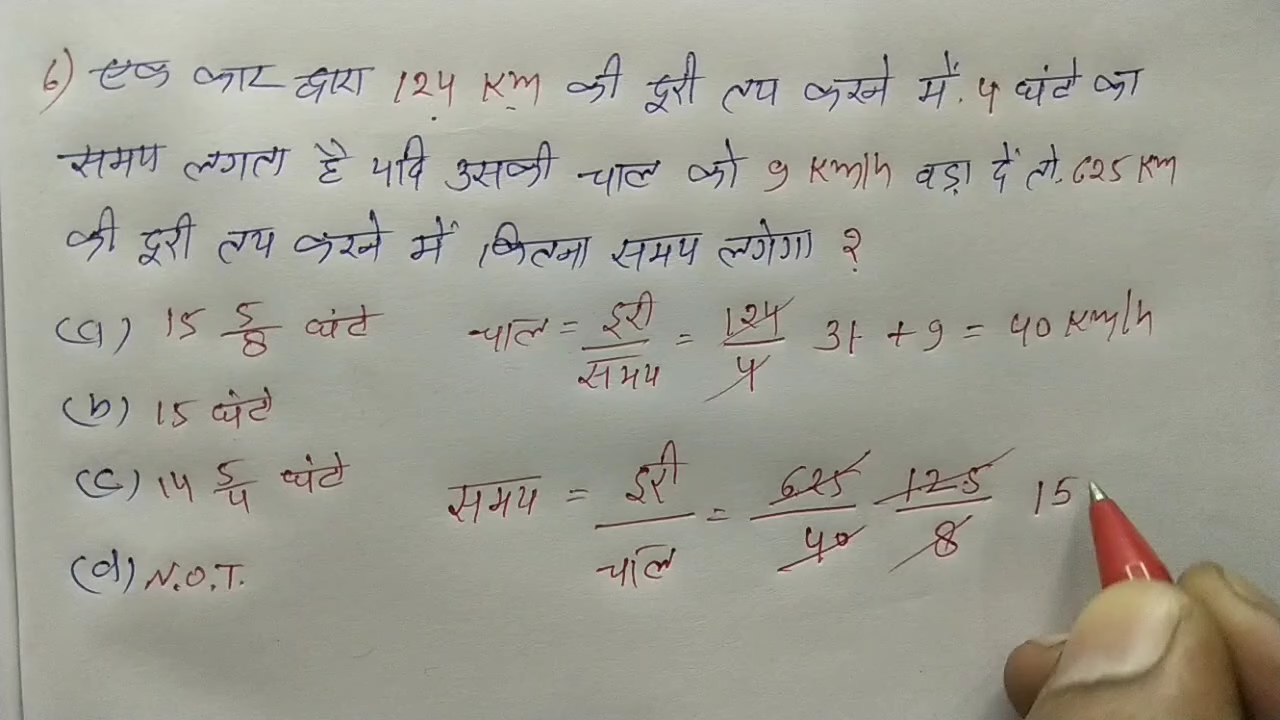 6) एक कार द्वारा 124 Km की दूरी तय करने में 4 घंटे का
समय लगता है यदि उसकी चाल को 9 Km/h बड़ा दें तो 625 Km
की दूरी तय करने में कितना समय लगेगा ?
(a) 15 5/8 घंटे
चाल = दूरी/समय = 124/4 31 + 9 = 40 Km/h
(b) 15 घंटे
(c) 14 5/4 घंटे
समय = दूरी/चाल = 625/40 125/8 15
(d) N.O.T.